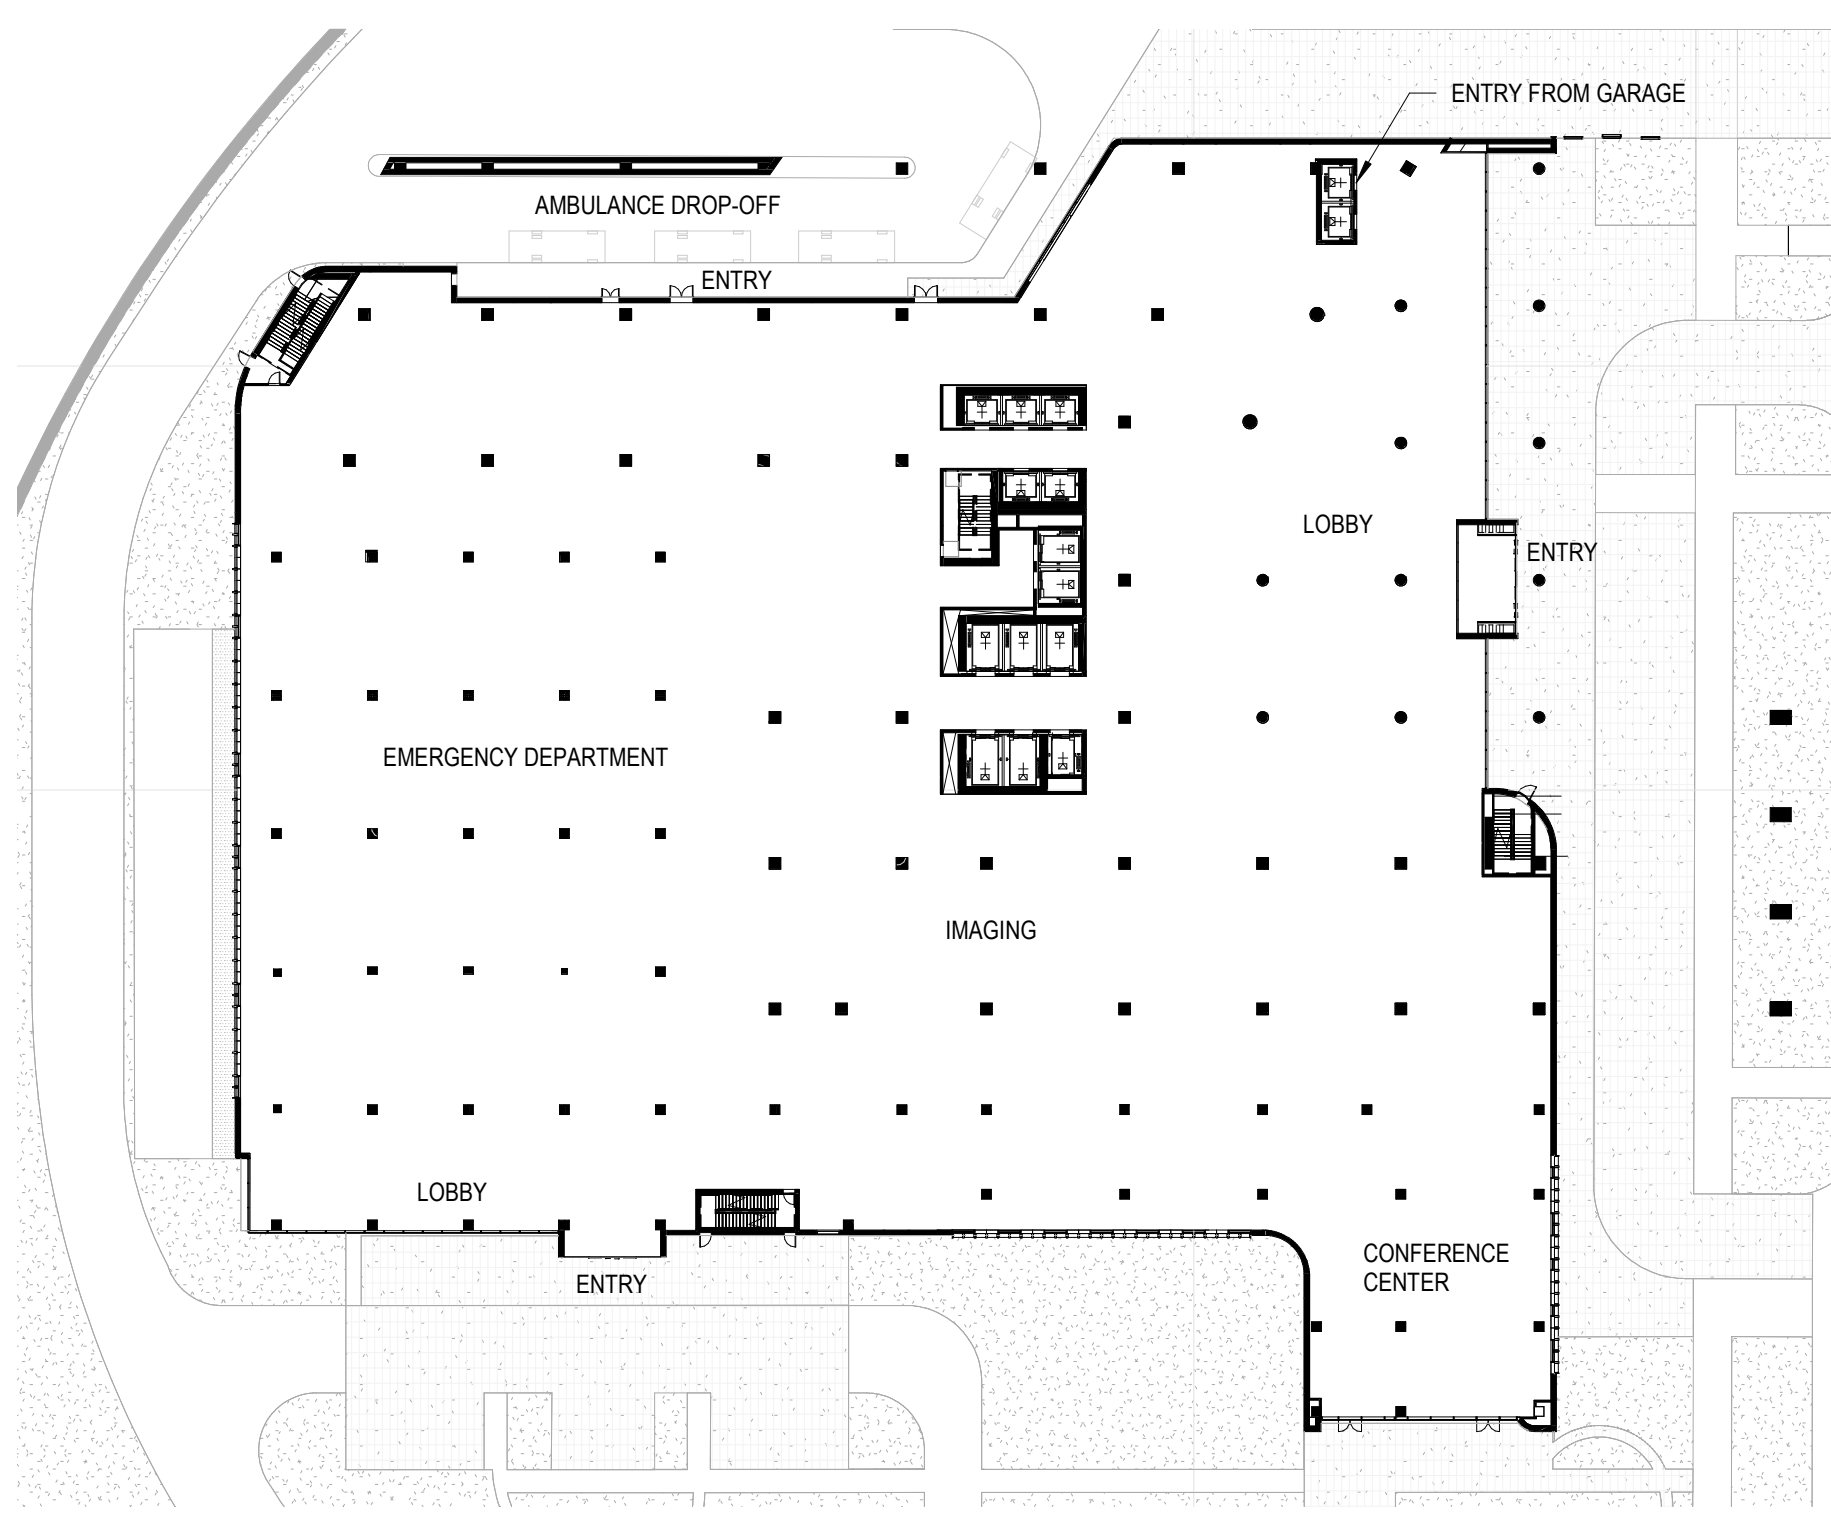 ENTRY FROM GARAGE
AMBULANCE DROP-OFF
ENTRY
LOBBY
ENTRY
EMERGENCY DEPARTMENT
IMAGING
LOBBY
CONFERENCE
CENTER
ENTRY